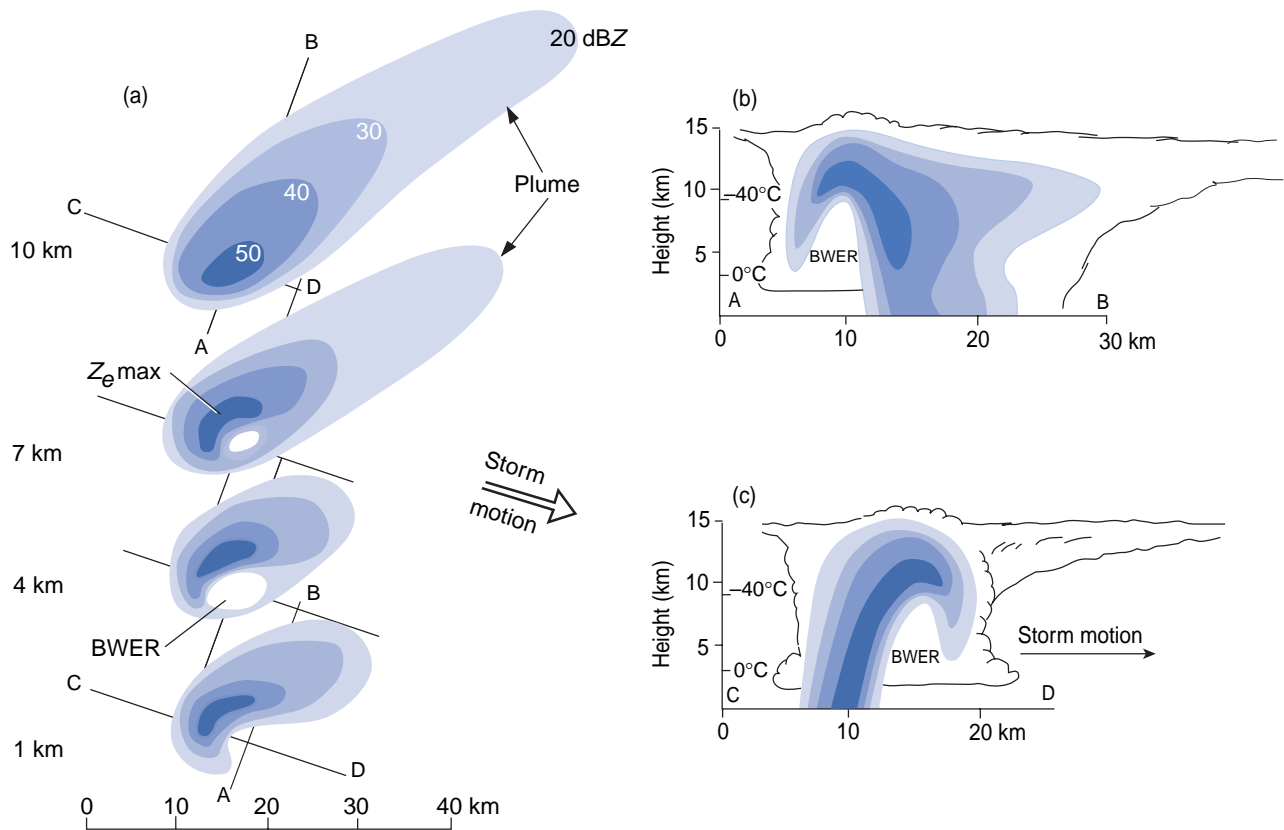 (a)
B
20 dBZ
30
40
50
C
10 km
D
A
Plume
Zₑ max
7 km
4 km
BWER
B
C
1 km
D
A
0 10 20 30 40 km
Storm
motion
(b)
Height (km)
15
10
–40°C
5
0°C
BWER
A
B
0 10 20 30 km
(c)
Height (km)
15
10
–40°C
5
0°C
BWER
Storm motion
C
D
0 10 20 km